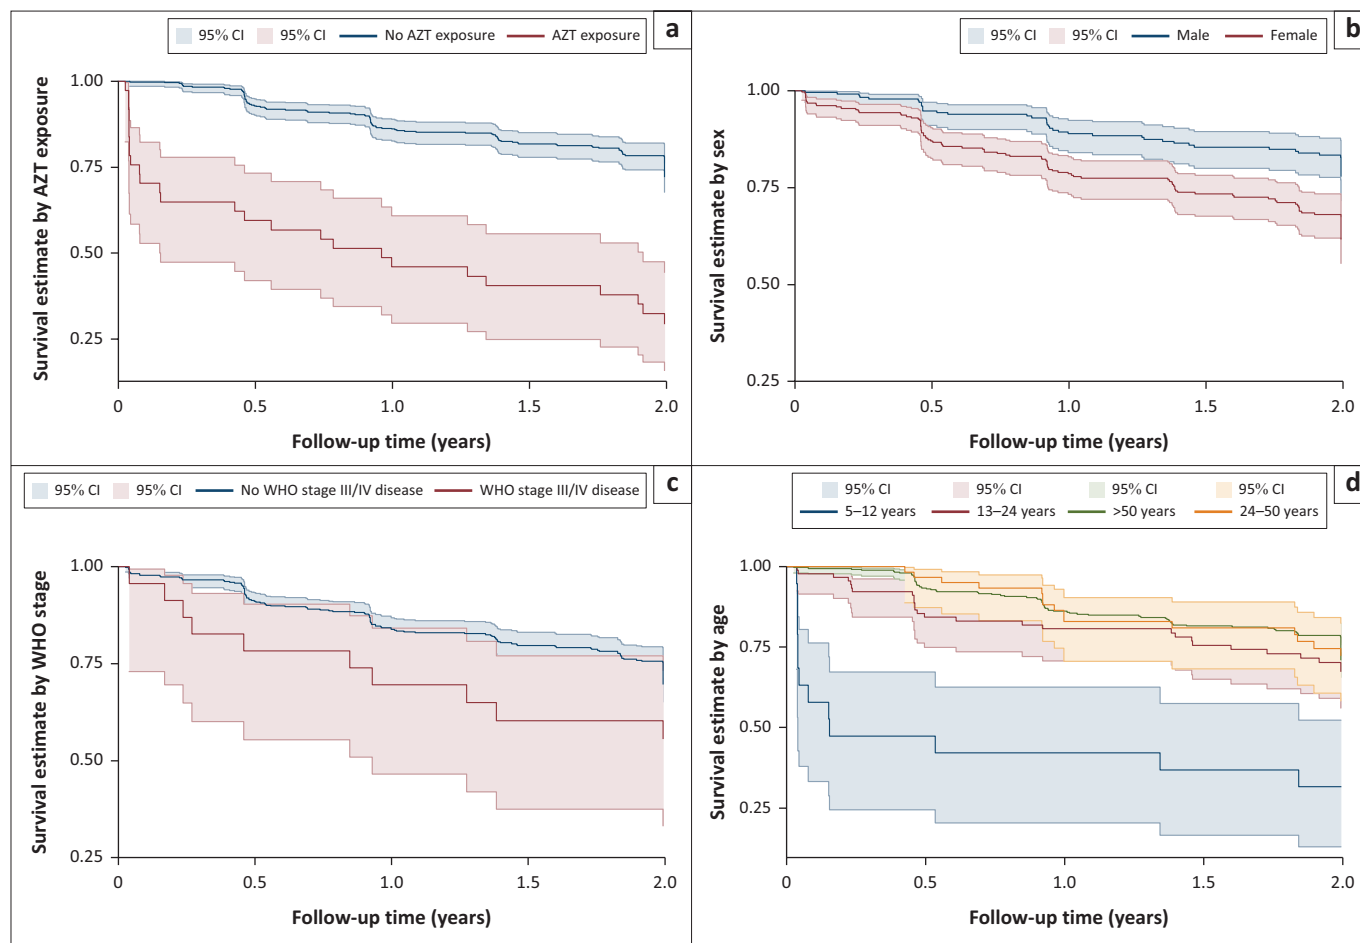 95% CI 95% CI No AZT exposure AZT exposure
a
Survival estimate by AZT exposure
1.00
0.75
0.50
0.25
0 0.5 1.0 1.5 2.0
Follow-up time (years)
95% CI 95% CI Male Female
b
Survival estimate by sex
1.00
0.75
0.50
0.25
0 0.5 1.0 1.5 2.0
Follow-up time (years)
95% CI 95% CI No WHO stage III/IV disease WHO stage III/IV disease
c
Survival estimate by WHO stage
1.00
0.75
0.50
0.25
0 0.5 1.0 1.5 2.0
Follow-up time (years)
95% CI 95% CI 95% CI 95% CI
5–12 years 13–24 years >50 years 24–50 years
d
Survival estimate by age
1.00
0.75
0.50
0.25
0 0.5 1.0 1.5 2.0
Follow-up time (years)